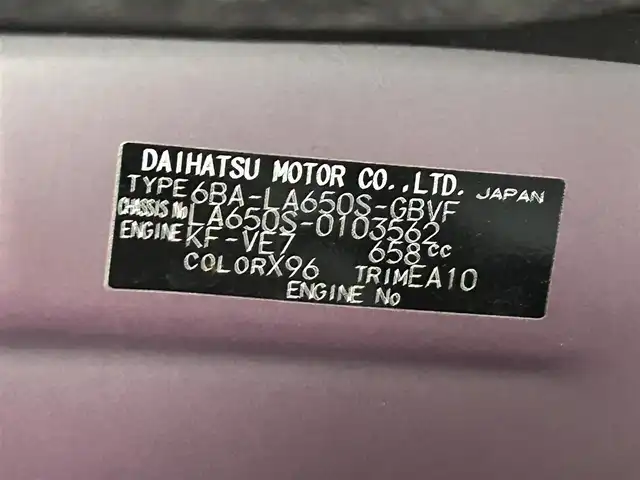 DAIHATSU MOTOR CO.,LTD. JAPAN
TYPE 6BA-LA650S-GBVF
CHASSIS No LA650S-0103562
ENGINE KF-VE7 658cc
COLOR X96 TRIM EA10
ENGINE No